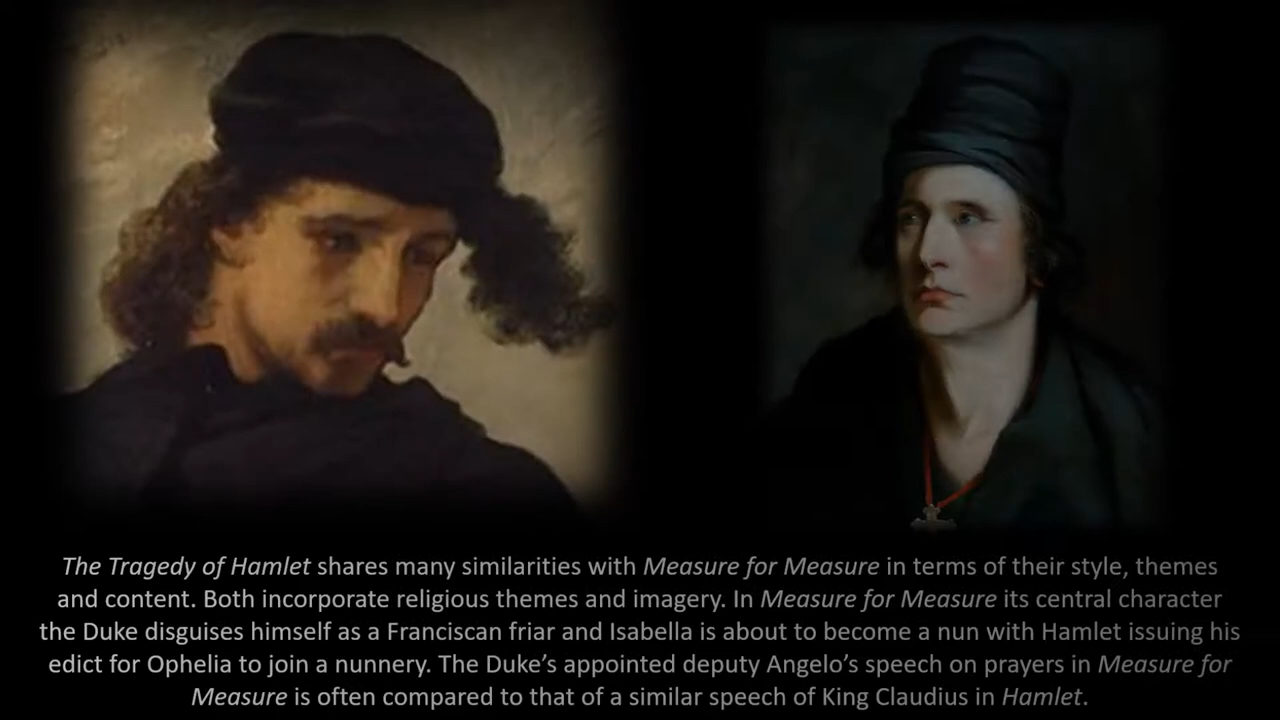 The Tragedy of Hamlet shares many similarities with Measure for Measure in terms of their style, themes
and content. Both incorporate religious themes and imagery. In Measure for Measure its central character
the Duke disguises himself as a Franciscan friar and Isabella is about to become a nun with Hamlet issuing his
edict for Ophelia to join a nunnery. The Duke’s appointed deputy Angelo’s speech on prayers in Measure for
Measure is often compared to that of a similar speech of King Claudius in Hamlet.